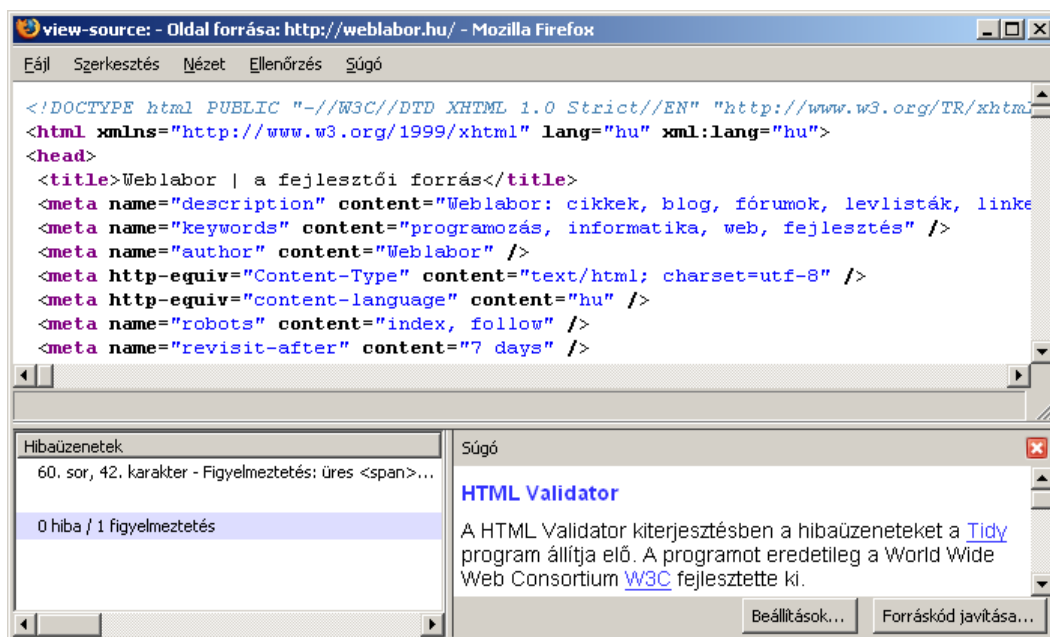 view-source: - Oldal forrása: http://weblabor.hu/ - Mozilla Firefox
Fájl Szerkesztés Nézet Ellenőrzés Súgó
<!DOCTYPE html PUBLIC "-//W3C//DTD XHTML 1.0 Strict//EN" "http://www.w3.org/TR/xhtml
<html xmlns="http://www.w3.org/1999/xhtml" lang="hu" xml:lang="hu">
<head>
<title>Weblabor | a fejlesztői forrás</title>
<meta name="description" content="Weblabor: cikkek, blog, fórumok, levlisták, linke
<meta name="keywords" content="programozás, informatika, web, fejlesztés" />
<meta name="author" content="Weblabor" />
<meta http-equiv="Content-Type" content="text/html; charset=utf-8" />
<meta http-equiv="content-language" content="hu" />
<meta name="robots" content="index, follow" />
<meta name="revisit-after" content="7 days" />
Hibaüzenetek
60. sor, 42. karakter - Figyelmeztetés: üres <span>...
0 hiba / 1 figyelmeztetés
Súgó
HTML Validator
A HTML Validator kiterjesztésben a hibaüzeneteket a Tidy
program állítja elő. A programot eredetileg a World Wide
Web Consortium W3C fejlesztette ki.
Beállítások... Forráskód javítása...